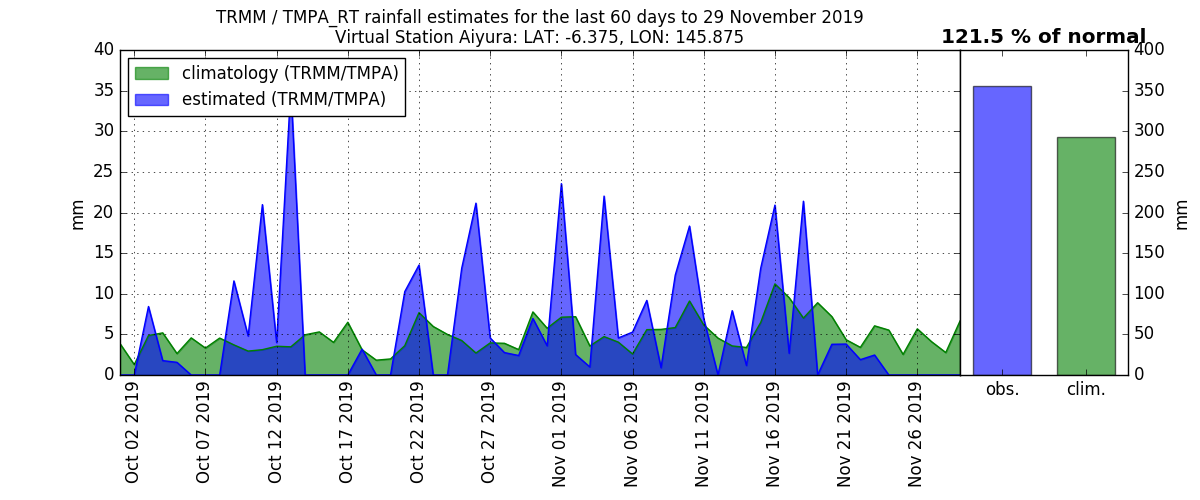 TRMM / TMPA_RT rainfall estimates for the last 60 days to 29 November 2019
Virtual Station Aiyura: LAT: -6.375, LON: 145.875
121.5 % of normal
climatology (TRMM/TMPA)
estimated (TRMM/TMPA)
40
35
30
25
20
15
10
5
0
mm
Oct 02 2019
Oct 07 2019
Oct 12 2019
Oct 17 2019
Oct 22 2019
Oct 27 2019
Nov 01 2019
Nov 06 2019
Nov 11 2019
Nov 16 2019
Nov 21 2019
Nov 26 2019
obs.
clim.
400
350
300
250
200
150
100
50
0
mm